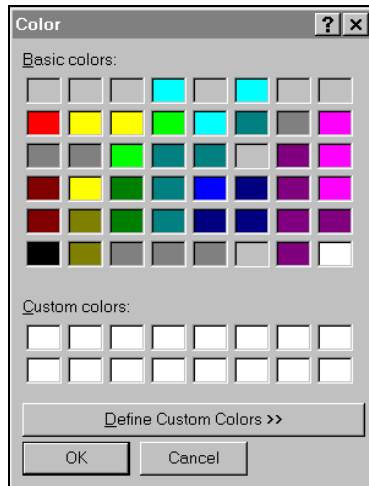 Color ? ×
Basic colors:
Custom colors:
Define Custom Colors >>
OK Cancel